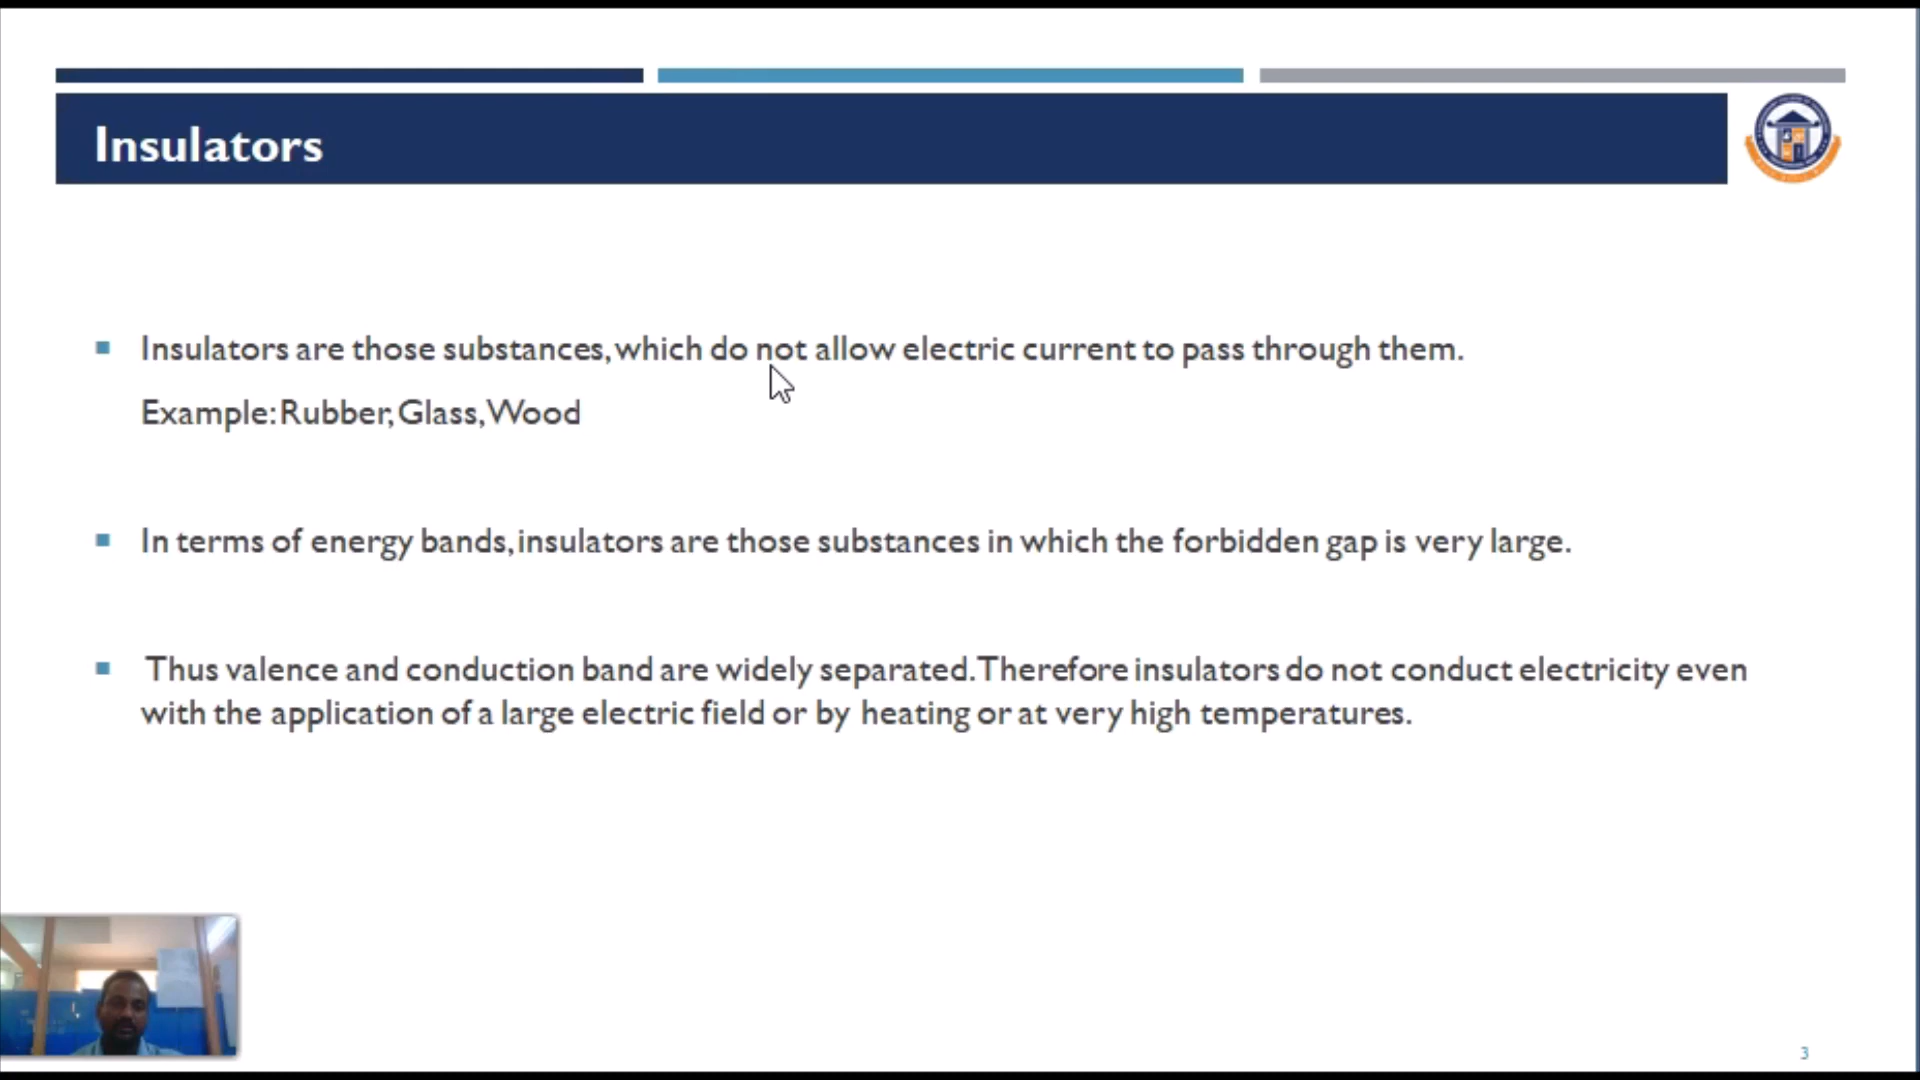 Insulators
Insulators are those substances, which do not allow electric current to pass through them.
Example: Rubber, Glass, Wood
In terms of energy bands, insulators are those substances in which the forbidden gap is very large.
Thus valence and conduction band are widely separated. Therefore insulators do not conduct electricity even
with the application of a large electric field or by heating or at very high temperatures.
3